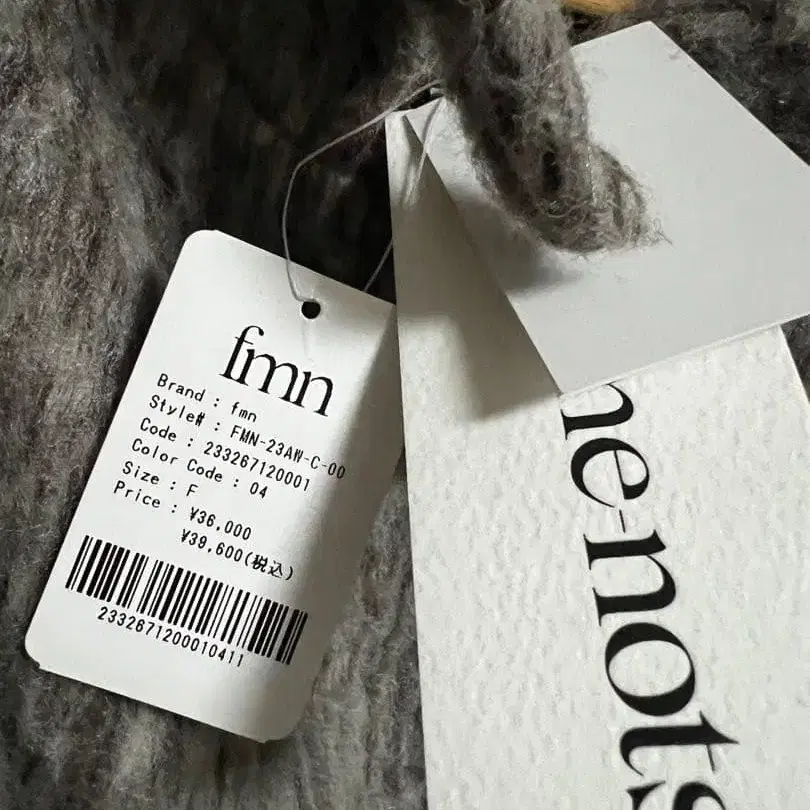 fmn
Brand : fmn
Style# : FMN-23AW-C-00
Code : 233267120001
Color Code : 04
Size : F
Price : ¥36,000
¥39,600(税込)
2332671200010411
ne-nots